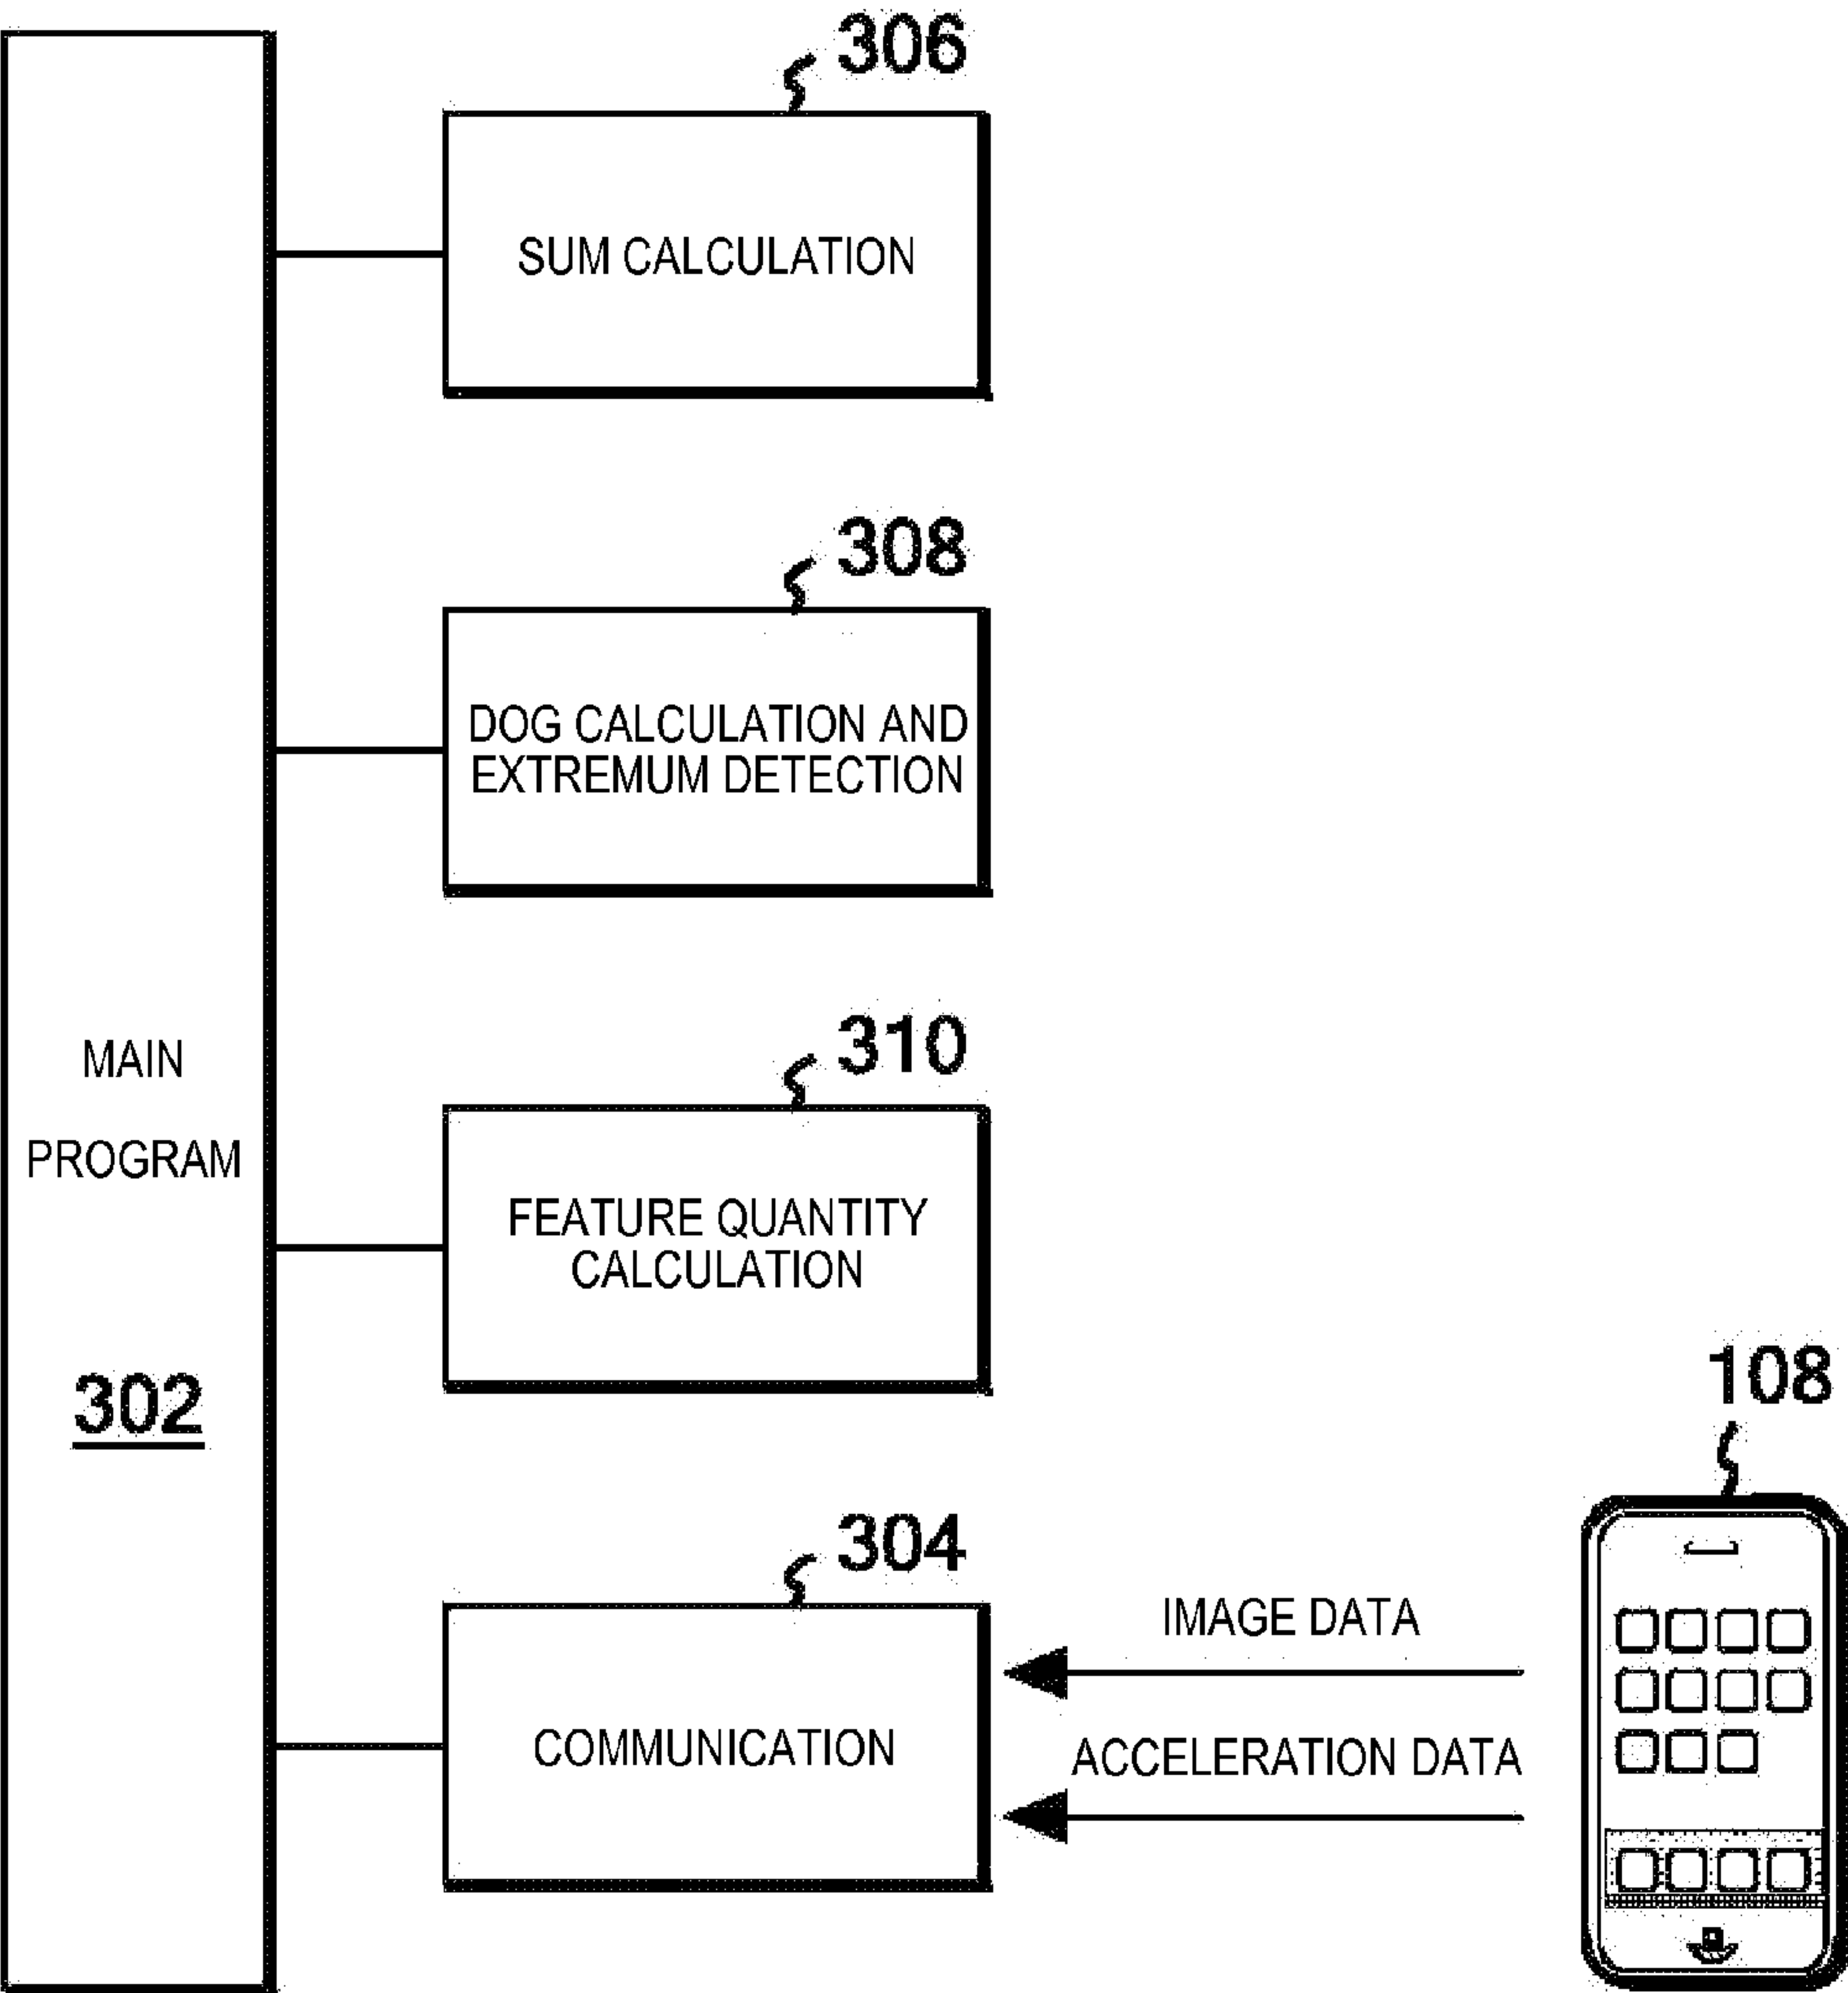 306
SUM CALCULATION
308
DOG CALCULATION AND
EXTREMUM DETECTION
MAIN
PROGRAM
302
310
FEATURE QUANTITY
CALCULATION
304
COMMUNICATION
IMAGE DATA
ACCELERATION DATA
108